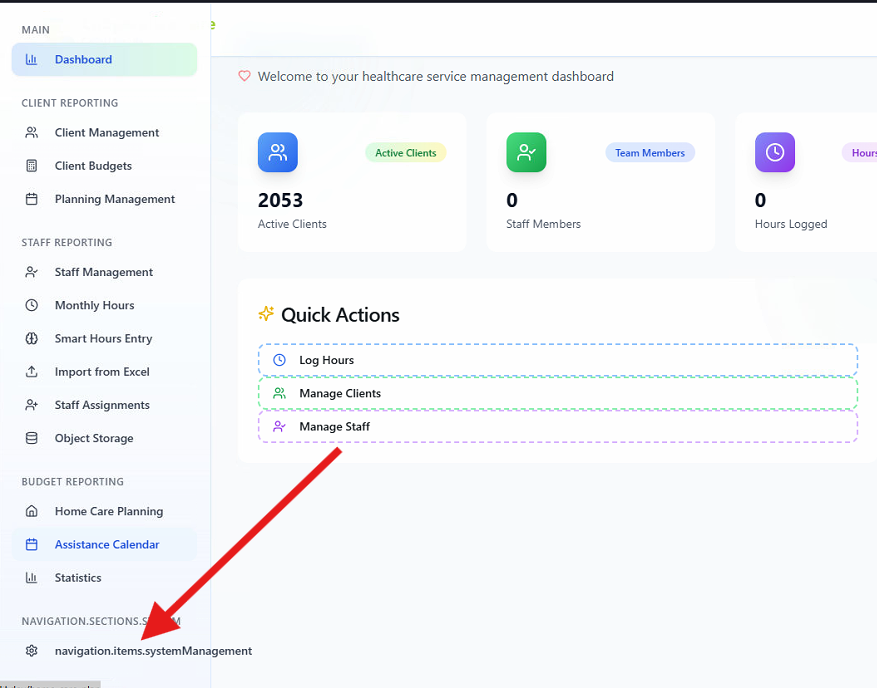 MAIN
Dashboard
CLIENT REPORTING
Client Management
Client Budgets
Planning Management
STAFF REPORTING
Staff Management
Monthly Hours
Smart Hours Entry
Import from Excel
Staff Assignments
Object Storage
BUDGET REPORTING
Home Care Planning
Assistance Calendar
Statistics
navigation.items.systemManagement
Welcome to your healthcare service management dashboard
Active Clients
2053
Active Clients
Team Members
0
Staff Members
Hours
0
Hours Logged
Quick Actions
Log Hours
Manage Clients
Manage Staff